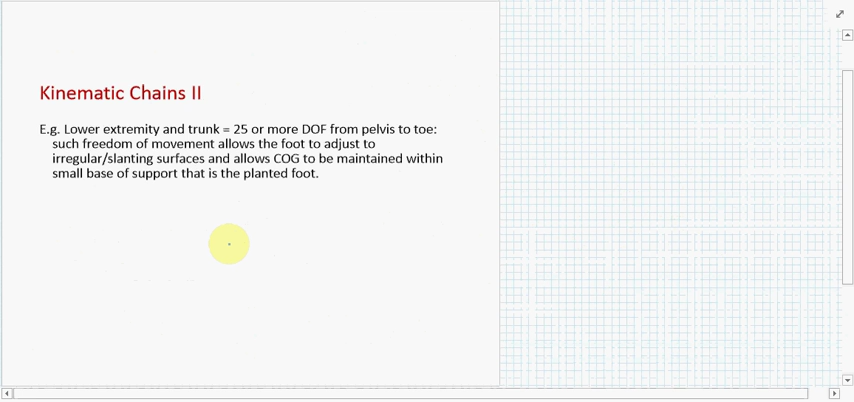 Kinematic Chains II
E.g. Lower extremity and trunk = 25 or more DOF from pelvis to toe:
such freedom of movement allows the foot to adjust to
irregular/slanting surfaces and allows COG to be maintained within
small base of support that is the planted foot.